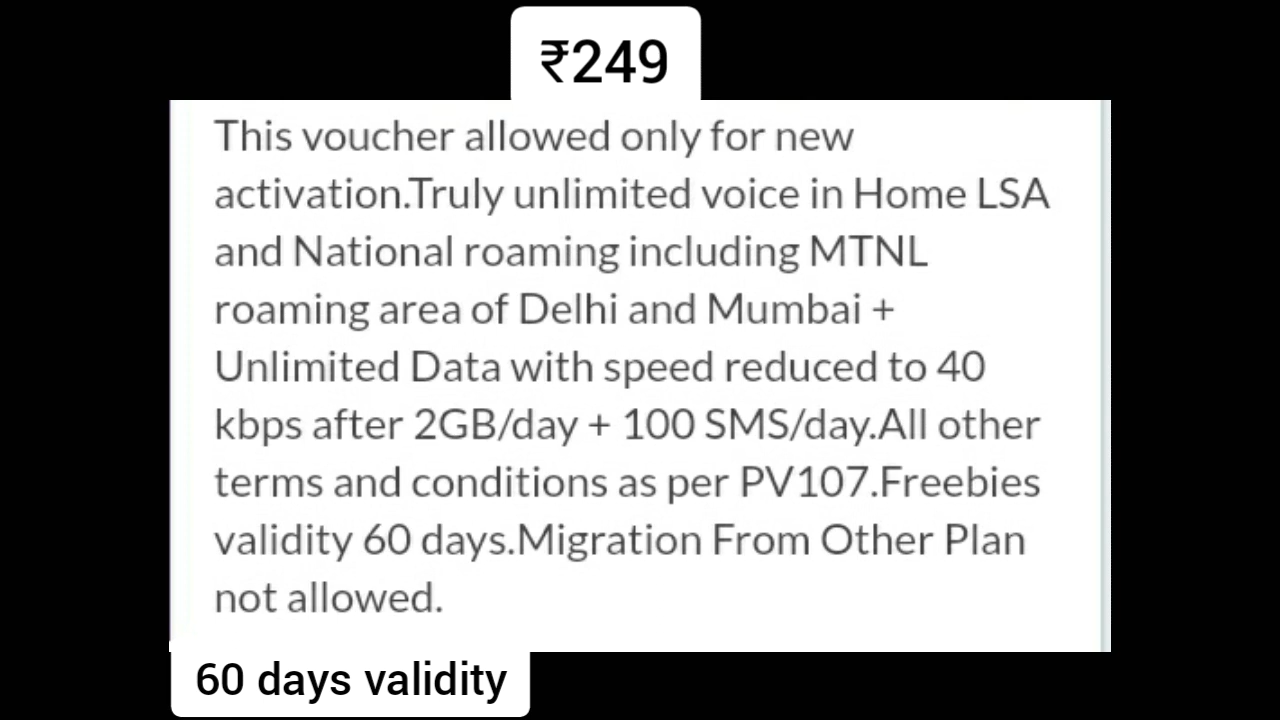 ₹249
This voucher allowed only for new
activation.Truly unlimited voice in Home LSA
and National roaming including MTNL
roaming area of Delhi and Mumbai +
Unlimited Data with speed reduced to 40
kbps after 2GB/day + 100 SMS/day.All other
terms and conditions as per PV107.Freebies
validity 60 days.Migration From Other Plan
not allowed.
60 days validity